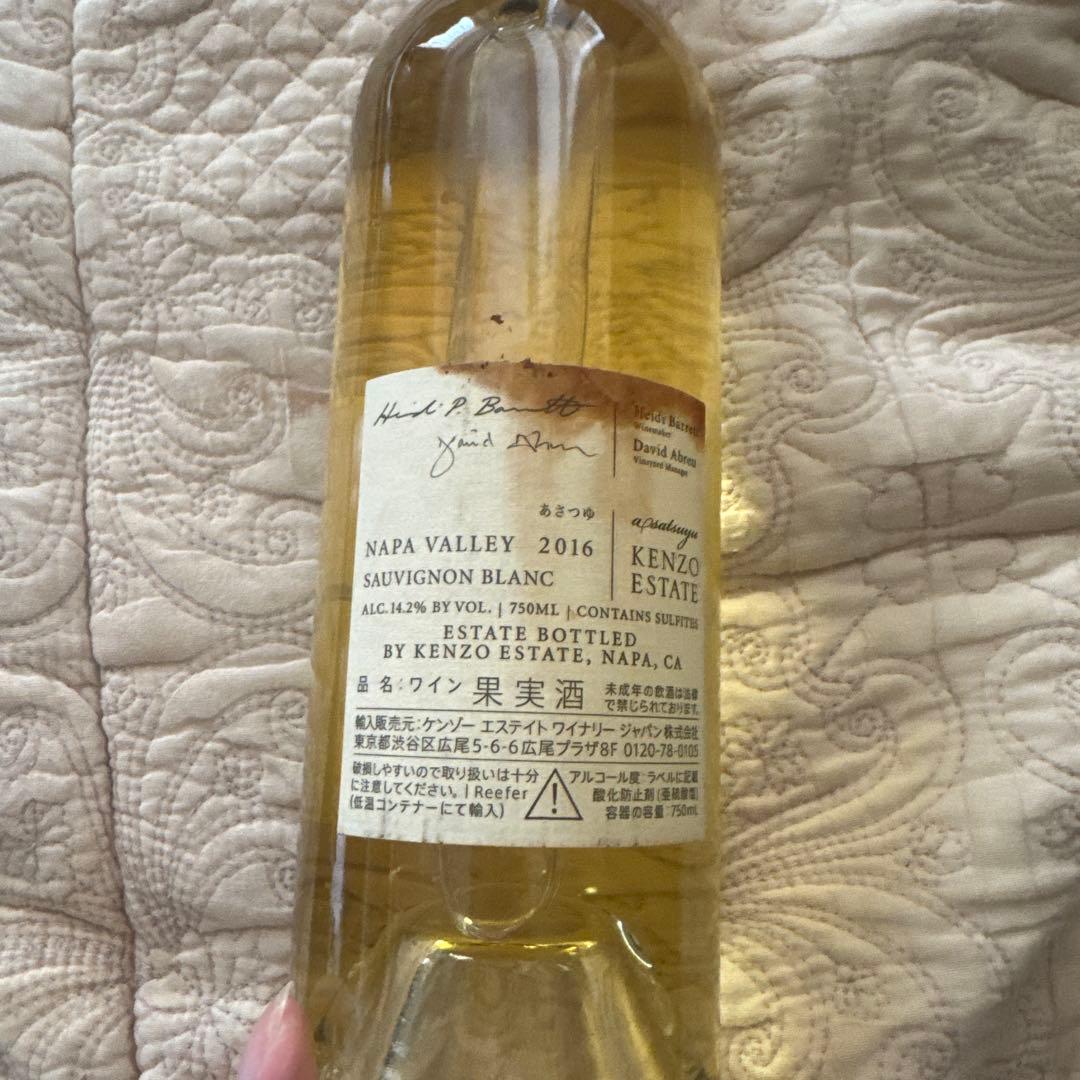 Heidi P. Barrett
David Abreu
Heidi Barrett
Winemaker
David Abreu
Vineyard Manager
あさつゆ
NAPA VALLEY 2016
SAUVIGNON BLANC
asatsuyu
KENZO
ESTATE
ALC. 14.2% BY VOL. | 750ML | CONTAINS SULFITES
ESTATE BOTTLED
BY KENZO ESTATE, NAPA, CA
品 名:ワイン 果実酒
未成年の飲酒は法律
で禁じられております。
輸入販売元:ケンゾー エステイト ワイナリー ジャパン株式会社
東京都渋谷区広尾5-6-6広尾プラザ8F 0120-78-0105
破損しやすいので取り扱いは十分
に注意してください。| Reefer
(低温コンテナーにて輸入)
アルコール度:ラベルに記載
酸化防止剤(亜硫酸塩)
容器の容量:750mL